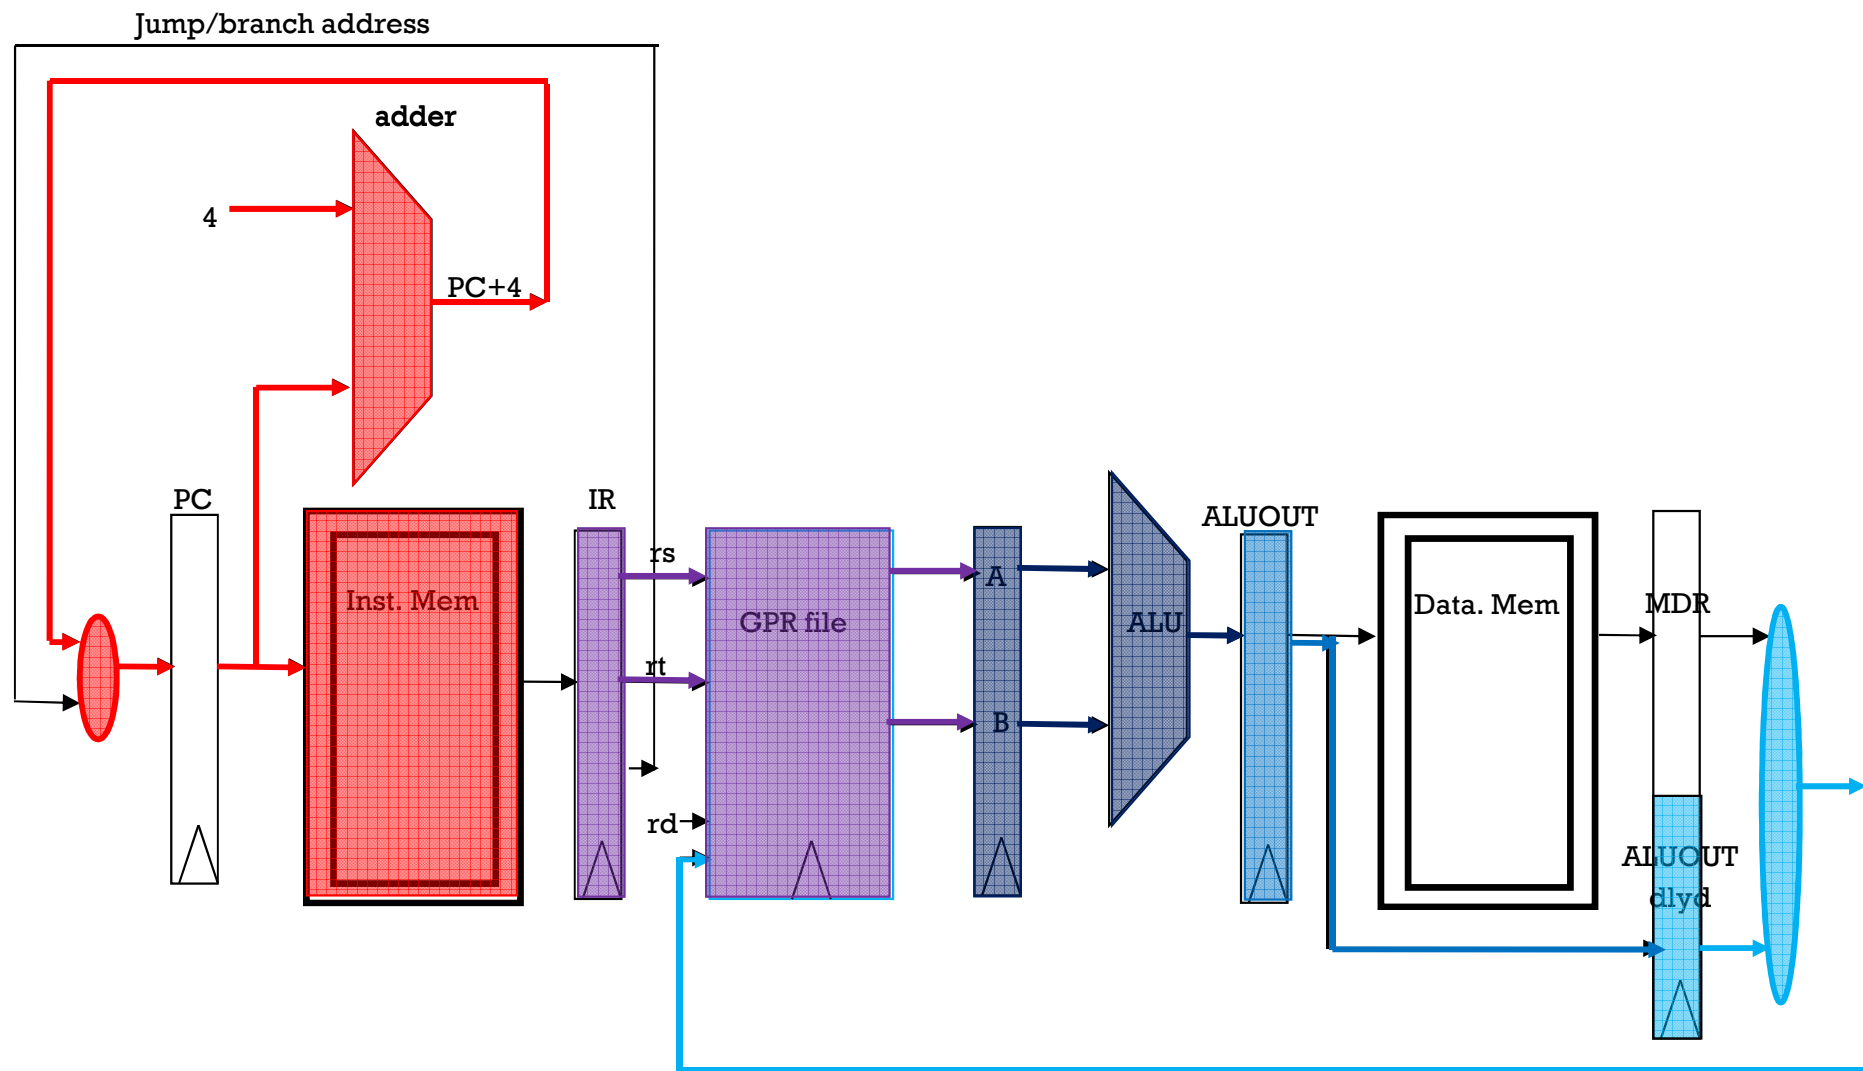 Jump/branch address
adder
4
PC+4
PC
IR
ALUOUT
rs
A
Inst. Mem
GPR file
ALU
Data. Mem
MDR
rt
B
rd
ALUOUT
dlyd